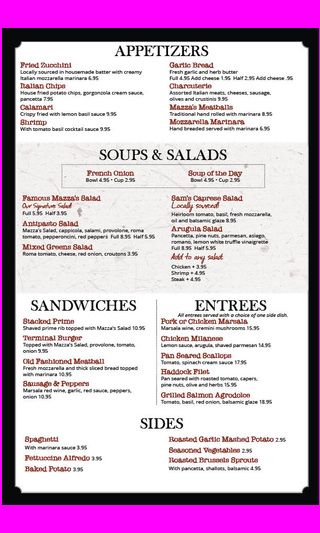 APPETIZERS
Fried Zucchini
Locally sourced in housemade batter with creamy
Italian mozzarella marinara 6.95
Italian Chips
House fried potato chips, gorgonzola cream sauce,
pancetta 7.95
Calamari
Crispy fried with lemon basil sauce 9.95
Shrimp
With tomato basil cocktail sauce 9.95
Garlic Bread
Fresh garlic and herb butter
Full 4.95 Add cheese 1.95 Half 2.95 Add cheese .95
Charcuterie
Assorted Italian meats, cheeses, sausage,
olives and crustinis 9.95
Mazza's Meatballs
Traditional hand rolled with marinara 8.95
Mozzarella Marinara
Hand breaded served with marinara 6.95
SOUPS & SALADS
French Onion
Bowl 4.95 • Cup 2.95
Soup of the Day
Bowl 4.95 • Cup 2.95
Famous Mazza's Salad
Our Signature Salad
Full 5.95 Half 3.95
Antipasto Salad
Mazza's Salad, cappicola, salami, provolone, roma
tomato, pepperoncini, red peppers Full 8.95 Half 5.95
Mixed Greens Salad
Roma tomato, cheese, red onion, croutons 3.95
Sam's Caprese Salad
Locally Sourced!
Heirloom tomato, basil, fresh mozzarella,
oil and balsamic 8.95
Arugula Salad
Pancetta, pine nuts, parmesan, asiago,
romano, lemon white truffle vinaigrette
Full 8.95 Half 5.95
Add to any salad
Chicken + 3.95
Shrimp + 4.95
Steak + 4.95
SANDWICHES
Stacked Prime
Shaved prime rib topped with Mazza's Salad 10.95
Terminal Burger
Topped with Mazza's Salad, provolone, tomato,
onion 9.95
Old Fashioned Meatball
Fresh mozzarella and thick sliced bread topped
with marinara 10.95
Sausage & Peppers
Marsala red wine, garlic, red sauce, peppers,
onion 10.95
ENTREES
All entrees served with a choice of one side dish.
Pork or Chicken Marsala
Marsala wine, cremini mushrooms 15.95
Chicken Milanese
Lemon sauce, arugula, shaved parmesan 14.95
Pan Seared Scallops
Tomato, spinach cream sauce 17.95
Haddock Filet
Pan seared with roasted tomato, capers,
pine nuts, olive and herbs 15.95
Grilled Salmon Agrodolce
Tomato, basil, red onion, balsamic glaze 18.95
SIDES
Spaghetti
With marinara sauce 3.95
Fettuccine Alfredo 3.95
Baked Potato 3.95
Roasted Garlic Mashed Potato 2.95
Seasoned Vegetables 2.95
Roasted Brussels Sprouts
With pancetta, shallots, balsamic 4.95